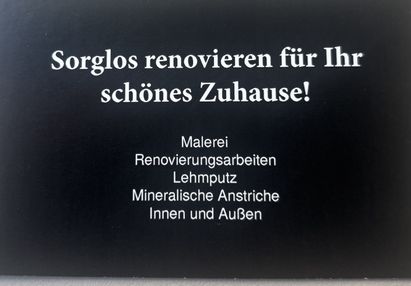 Sorglos renovieren für Ihr
schönes Zuhause!
Malerei
Renovierungsarbeiten
Lehmputz
Mineralische Anstriche
Innen und Außen